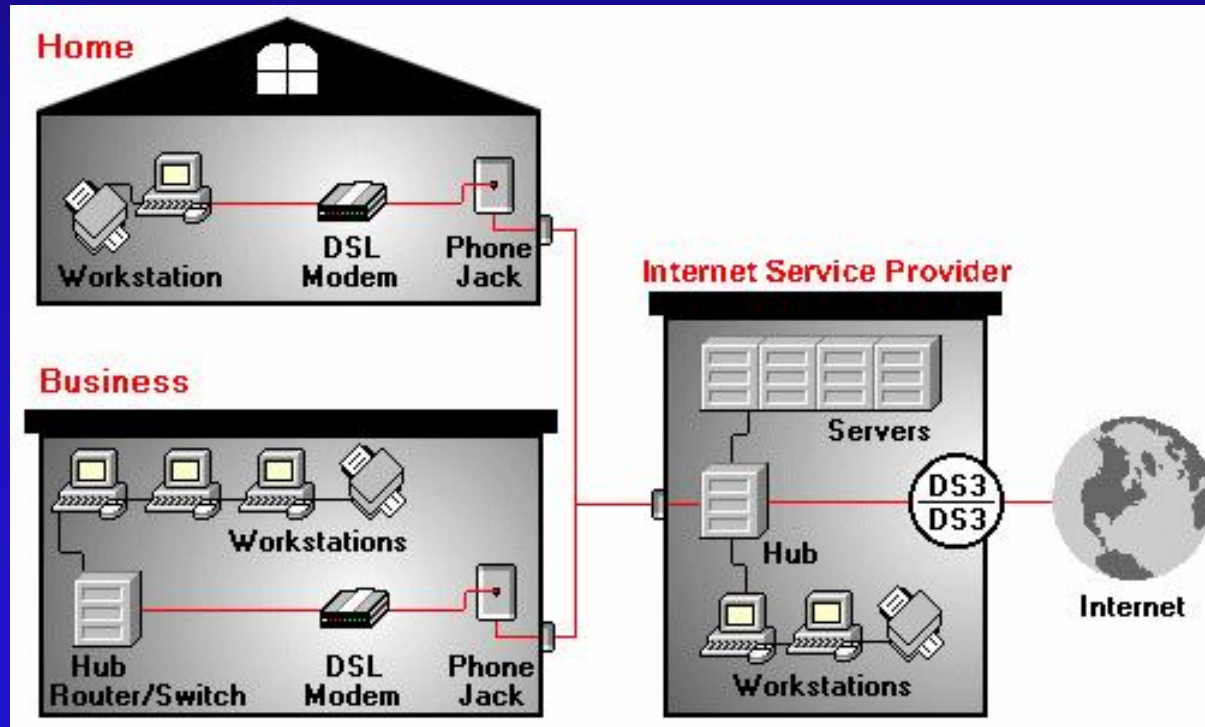 Home
Workstation
DSL
Modem
Phone
Jack
Business
Workstations
Hub
Router/Switch
DSL
Modem
Phone
Jack
Internet Service Provider
Servers
Hub
DS3
DS3
Workstations
Internet